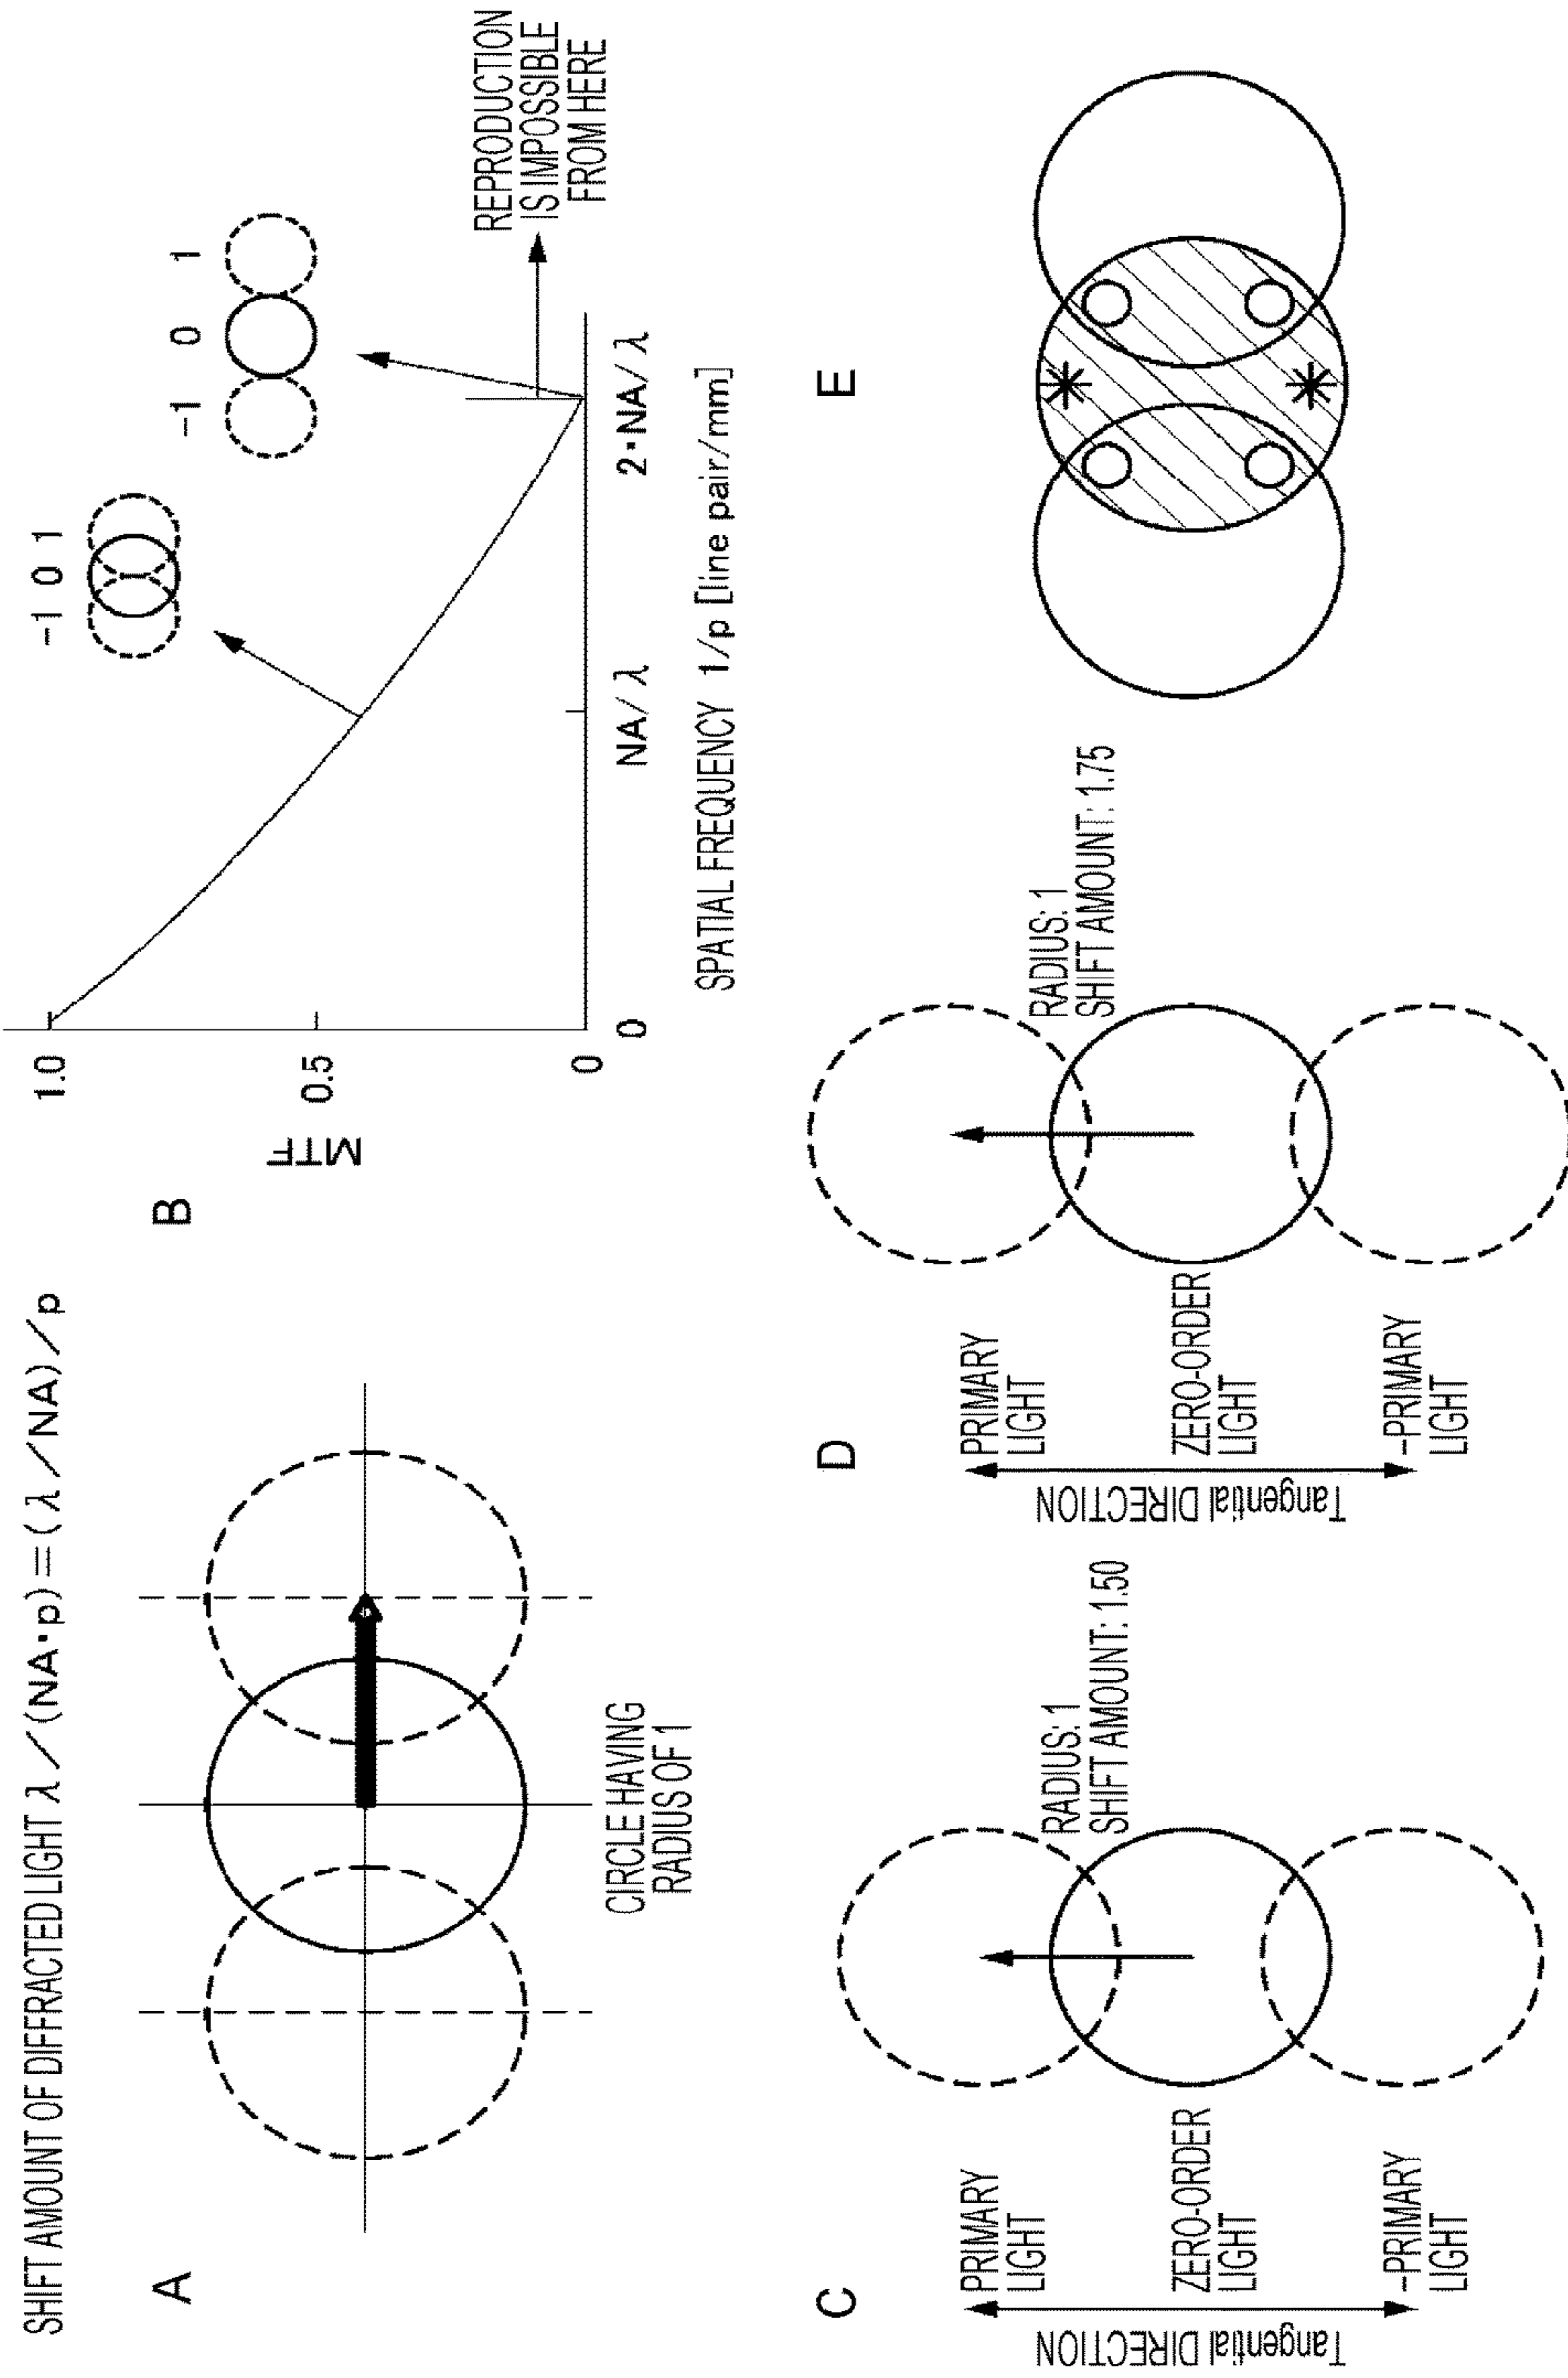 SHIFT AMOUNT OF DIFFRACTED LIGHT λ/(NA•p)=(λ/NA)/p
A
CIRCLE HAVING
RADIUS OF 1
B
MTF
1.0
0.5
0
0
NA/λ
2•NA/λ
SPATIAL FREQUENCY 1/p [line pair/mm]
-1 0 1
-1 0 1
REPRODUCTION
IS IMPOSSIBLE
FROM HERE
C
Tangential DIRECTION
PRIMARY
LIGHT
ZERO-ORDER
LIGHT
-PRIMARY
LIGHT
RADIUS: 1
SHIFT AMOUNT: 1.50
D
Tangential DIRECTION
PRIMARY
LIGHT
ZERO-ORDER
LIGHT
-PRIMARY
LIGHT
RADIUS: 1
SHIFT AMOUNT: 1.75
E